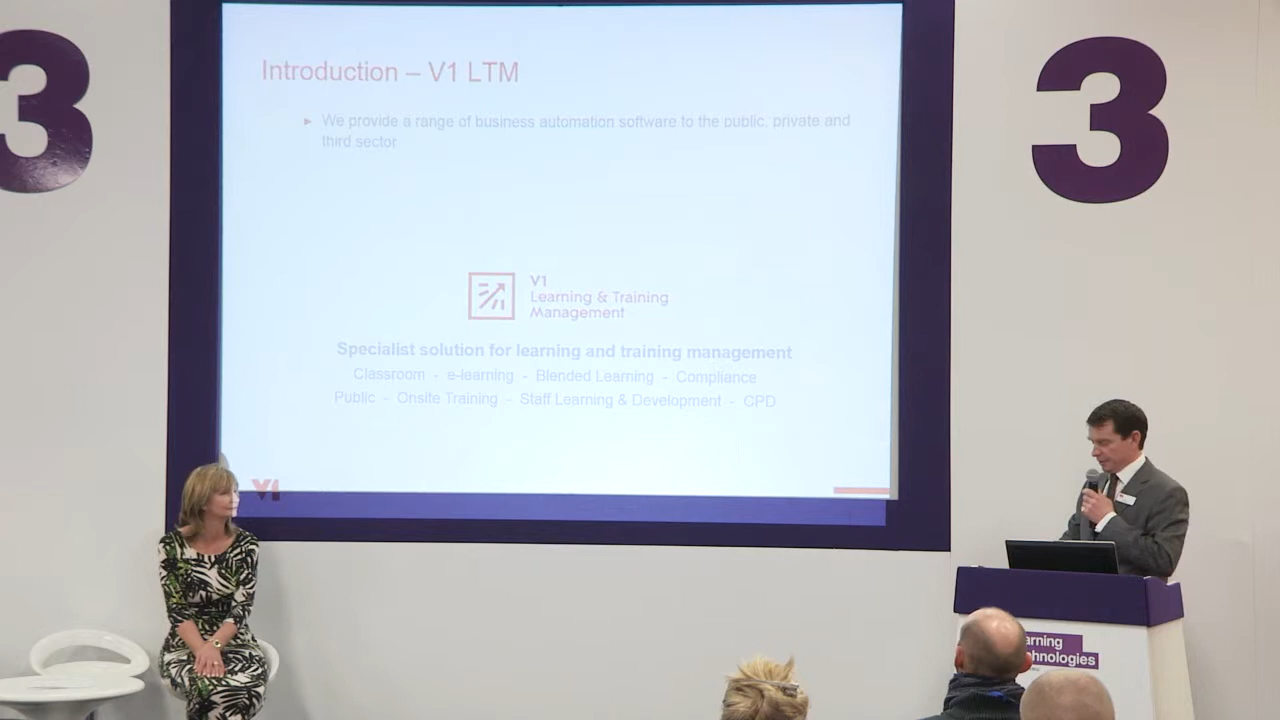 3
3
Introduction – V1 LTM
► We provide a range of business automation software to the public, private and
third sector
V1
Learning & Training
Management
Specialist solution for learning and training management
Classroom - e-learning - Blended Learning - Compliance
Public - Onsite Training - Staff Learning & Development - CPD
V1
arning
chnologies